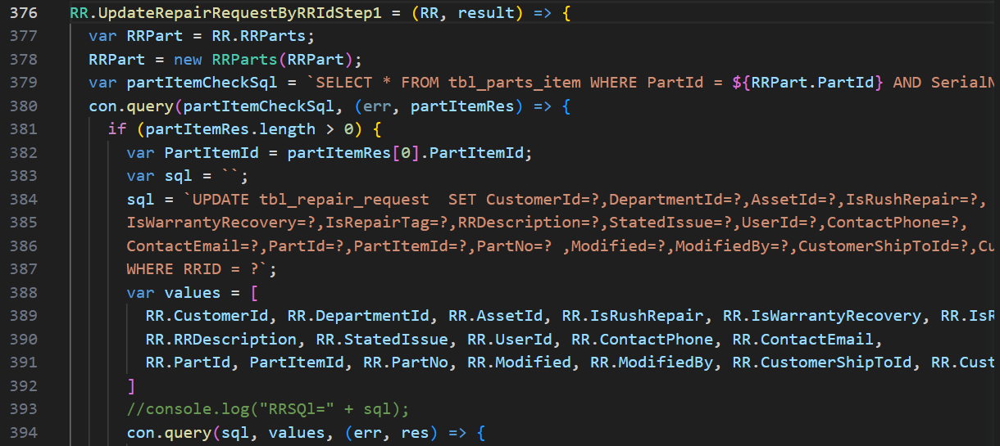 376 RR.UpdateRepairRequestByRRIdStep1 = (RR, result) => {
377 var RRPart = RR.RRParts;
378 RRPart = new RRParts(RRPart);
379 var partItemCheckSql = `SELECT * FROM tbl_parts_item WHERE PartId = ${RRPart.PartId} AND
380 con.query(partItemCheckSql, (err, partItemRes) => {
381 if (partItemRes.length > 0) {
382 var PartItemId = partItemRes[0].PartItemId;
383 var sql = ``;
384 sql = `UPDATE tbl_repair_request  SET CustomerId=?,DepartmentId=?,AssetId=?,IsRushRepair=?,
385 IsWarrantyRecovery=?,IsRepairTag=?,RRDescription=?,StatedIssue=?,UserId=?,ContactPhone=?,
386 ContactEmail=?,PartId=?,PartItemId=?,PartNo=? ,Modified=?,ModifiedBy=?,CustomerShipToId=?,
387 WHERE RRID = ?`;
388 var values = [
389 RR.CustomerId, RR.DepartmentId, RR.AssetId, RR.IsRushRepair, RR.IsWarrantyRecovery,
390 RR.RRDescription, RR.StatedIssue, RR.UserId, RR.ContactPhone, RR.ContactEmail,
391 RR.PartId, PartItemId, RR.PartNo, RR.Modified, RR.ModifiedBy, RR.CustomerShipToId,
392 ]
393 //console.log("RRSQl=" + sql);
394 con.query(sql, values, (err, res) => {